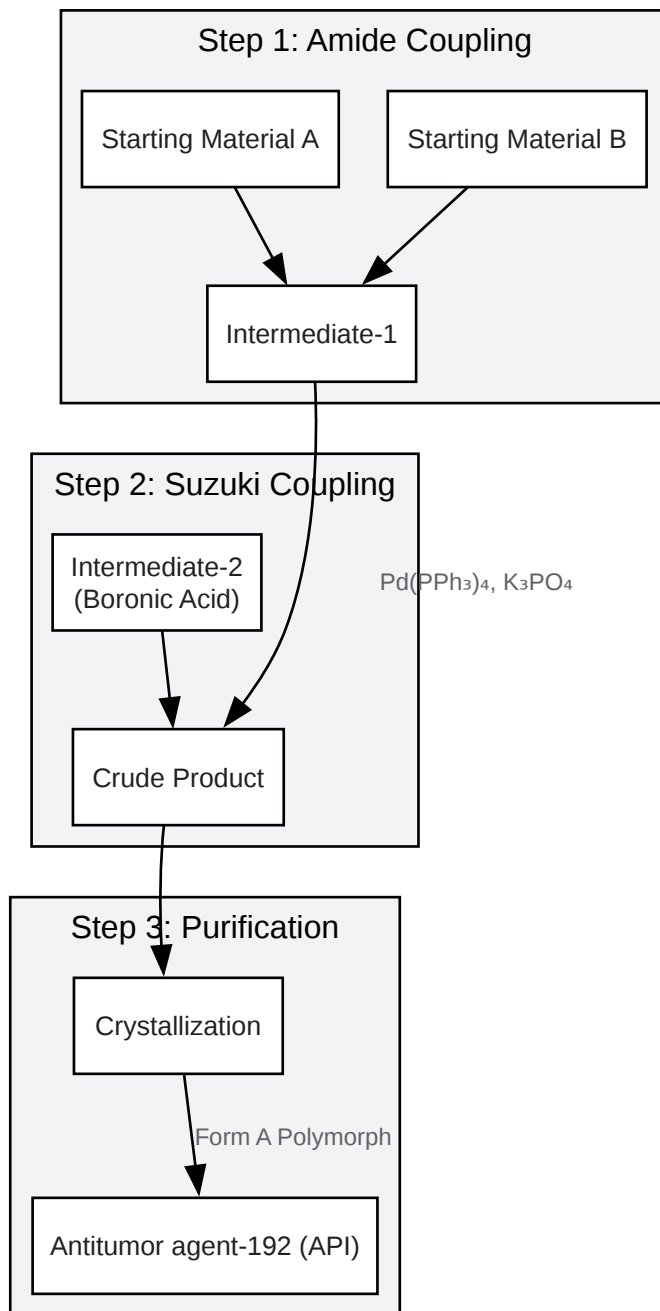 Step 1: Amide Coupling
Starting Material A
Starting Material B
Intermediate-1
Step 2: Suzuki Coupling
Intermediate-2
(Boronic Acid)
Pd(PPh₃)₄, K₃PO₄
Crude Product
Step 3: Purification
Crystallization
Form A Polymorph
Antitumor agent-192 (API)